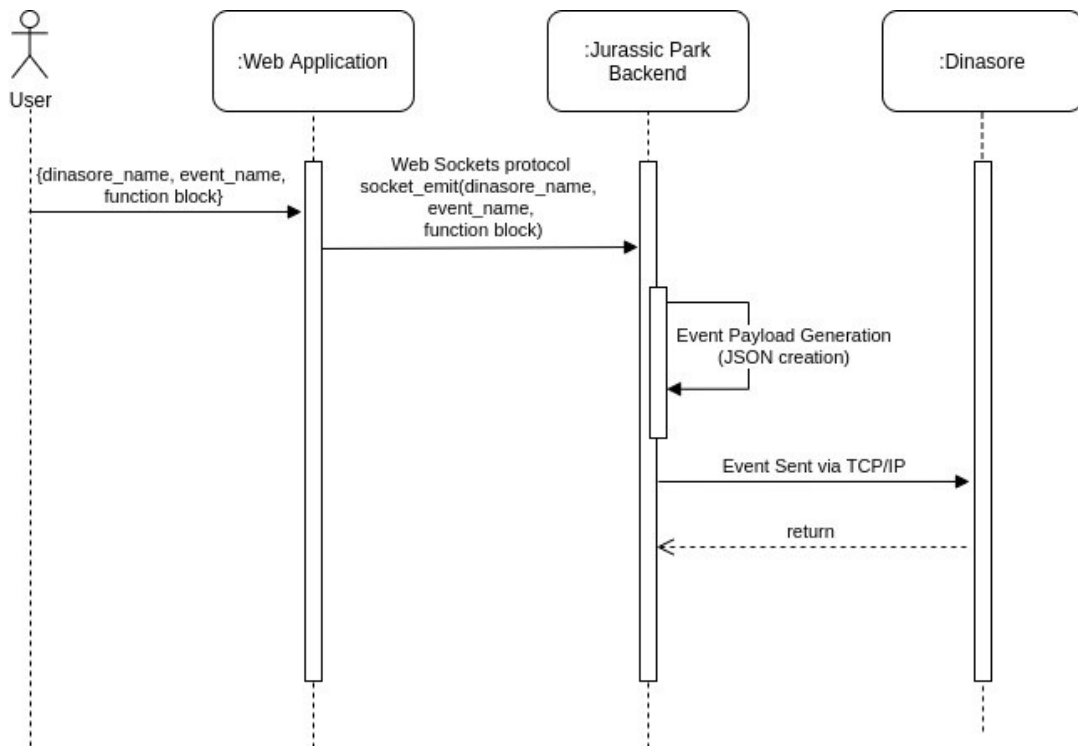 User
:Web Application
:Jurassic Park
Backend
:Dinasore
{dinasore_name, event_name,
function block}
Web Sockets protocol
socket_emit(dinasore_name,
event_name,
function block)
Event Payload Generation
(JSON creation)
Event Sent via TCP/IP
return